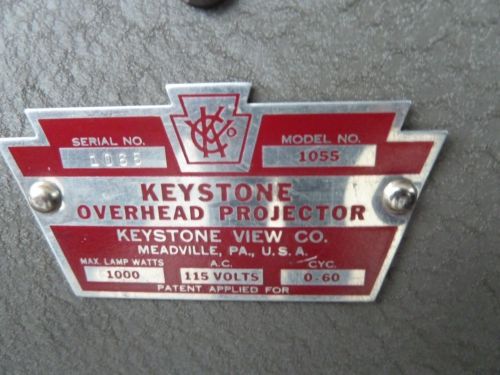 SERIAL NO.
MODEL NO.
1055
KEYSTONE
OVERHEAD PROJECTOR
KEYSTONE VIEW CO.
MEADVILLE, PA., U.S.A.
MAX. LAMP WATTS A.C. CYC.
1000 115 VOLTS 0-60
PATENT APPLIED FOR